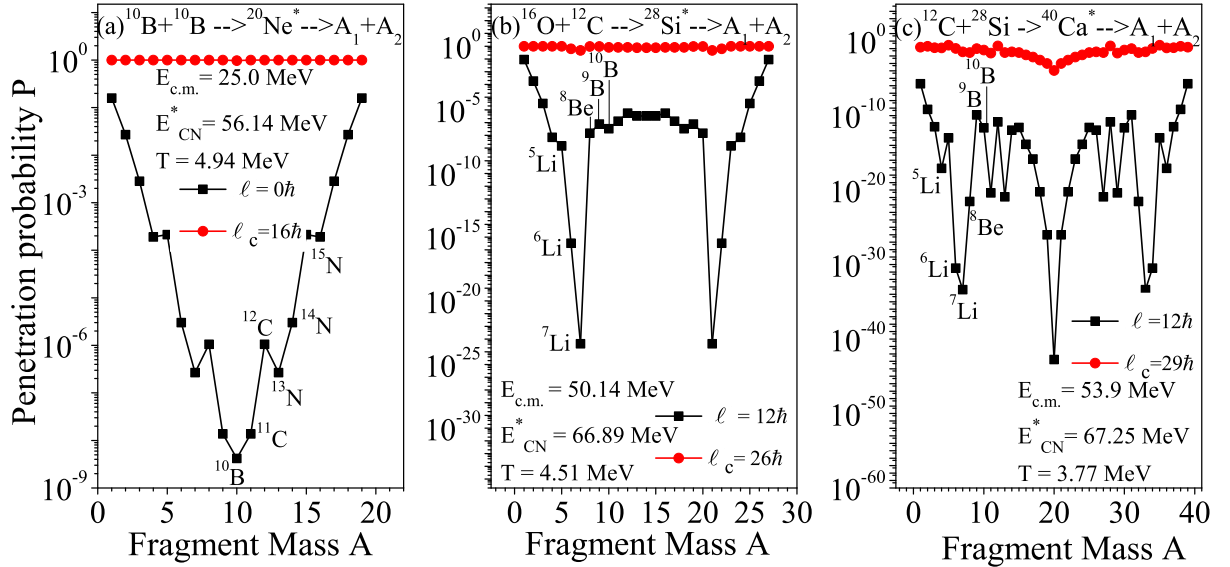 Penetration probability P
(a) ¹⁰B+¹⁰B -->²⁰Ne* -->A₁+A₂
10⁰
10⁻³
10⁻⁶
10⁻⁹
E_c.m. = 25.0 MeV
E*_CN = 56.14 MeV
T = 4.94 MeV
ℓ = 0ħ
ℓ_c=16ħ
¹⁵N
¹⁴N
¹²C
¹³N
¹¹C
¹⁰B
0 10 20
Fragment Mass A
(b) ¹⁶O+¹²C -->²⁸Si* -->A₁+A₂
10⁰
10⁻⁵
10⁻¹⁰
10⁻¹⁵
10⁻²⁰
10⁻²⁵
10⁻³⁰
¹⁰B
⁹B
⁸Be
⁵Li
⁶Li
⁷Li
E_c.m. = 50.14 MeV
E*_CN = 66.89 MeV
T = 4.51 MeV
ℓ = 12ħ
ℓ_c= 26ħ
0 5 10 15 20 25 30
Fragment Mass A
(c) ¹²C+²⁸Si ->⁴⁰Ca* -->A₁+A₂
10⁰
10⁻¹⁰
10⁻²⁰
10⁻³⁰
10⁻⁴⁰
10⁻⁵⁰
10⁻⁶⁰
¹⁰B
⁹B
⁵Li
⁸Be
⁶Li
⁷Li
ℓ =12ħ
ℓ_c=29ħ
E_c.m. = 53.9 MeV
E*_CN = 67.25 MeV
T = 3.77 MeV
0 10 20 30 40
Fragment Mass A